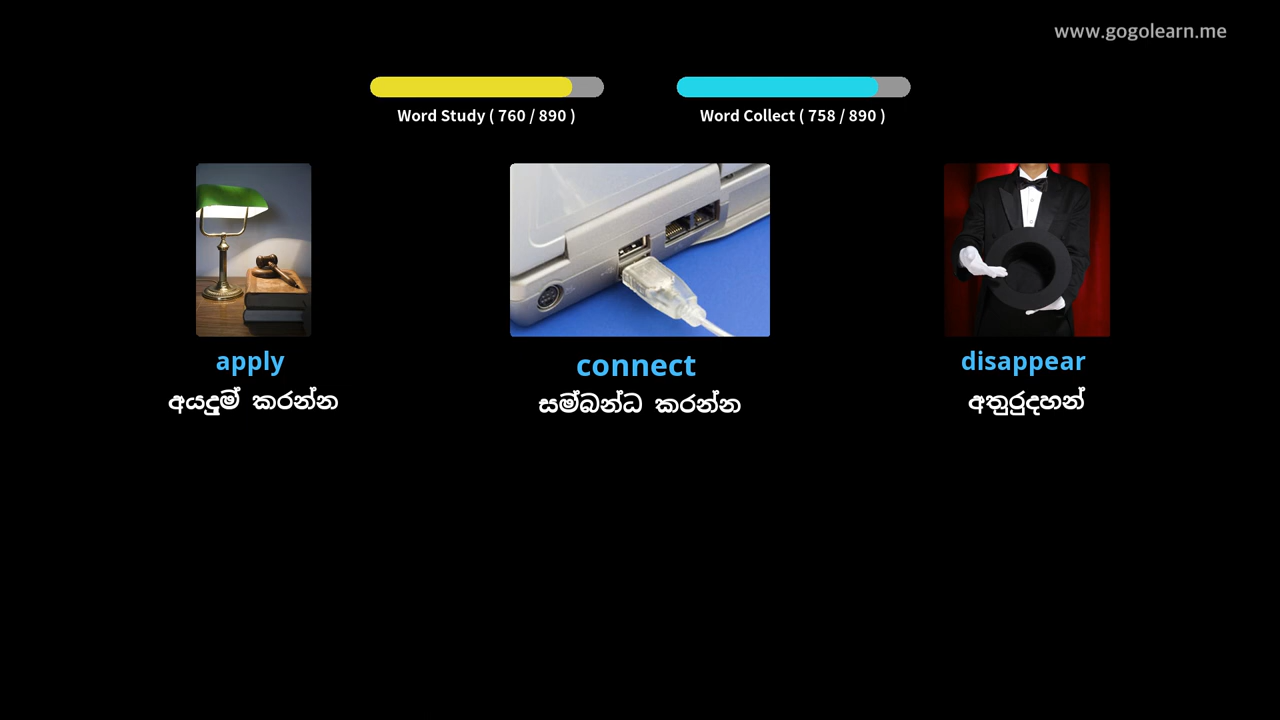 www.gogolearn.me
Word Study ( 760 / 890 )
Word Collect ( 758 / 890 )
apply
අයදුම් කරන්න
connect
සම්බන්ධ කරන්න
disappear
අතුරුදහන්